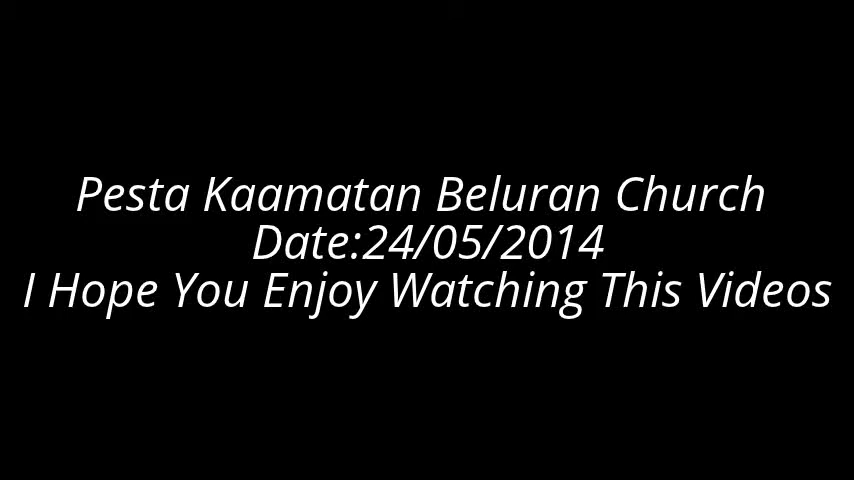 Pesta Kaamatan Beluran Church
Date:24/05/2014
I Hope You Enjoy Watching This Videos